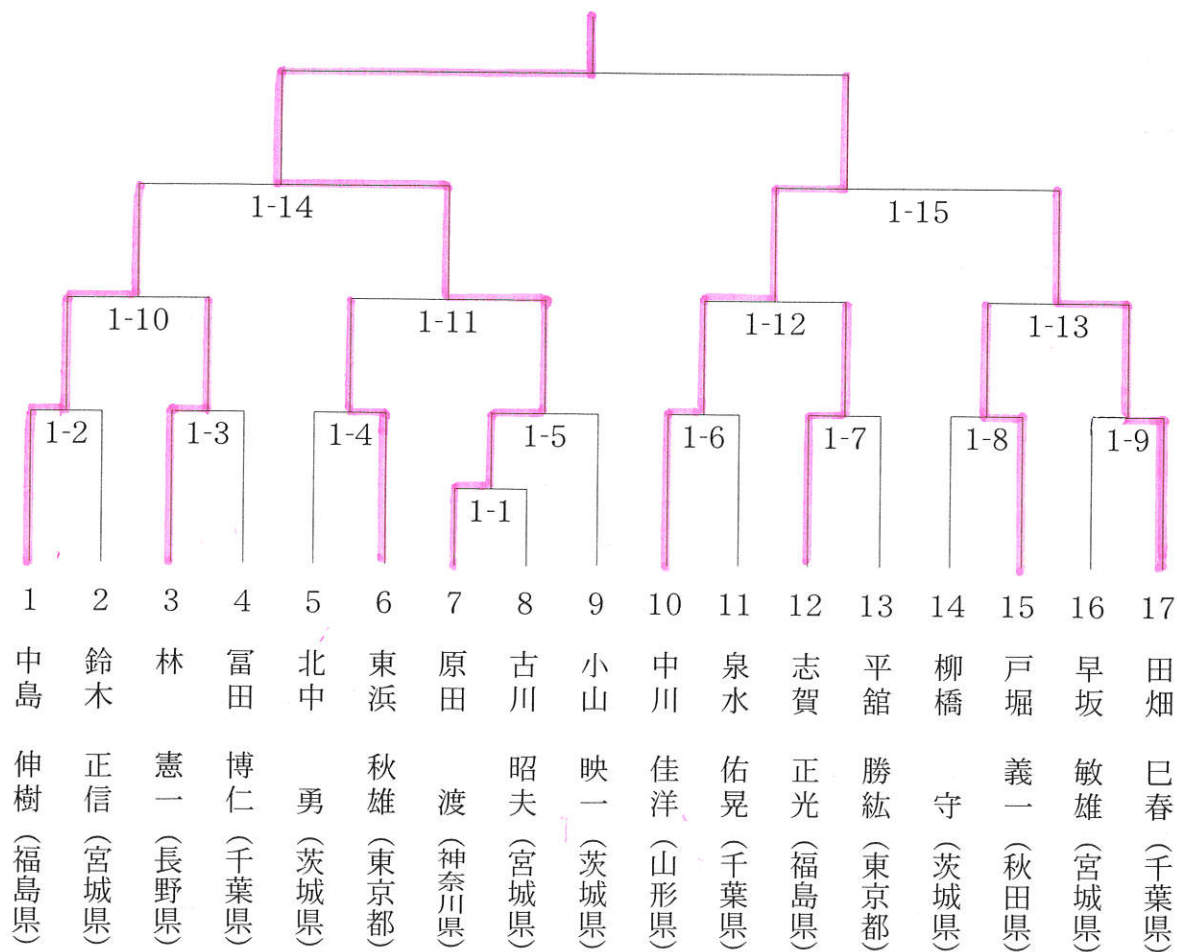 1-14
1-15
1-10
1-11
1-12
1-13
1-2
1-3
1-4
1-5
1-6
1-7
1-8
1-9
1-1
1
中島 伸樹(福島県)
2
鈴木 正信(宮城県)
3
林 憲一(長野県)
4
冨田 博仁(千葉県)
5
北中 勇(茨城県)
6
東浜 秋雄(東京都)
7
原田 渡(神奈川県)
8
古川 昭夫(宮城県)
9
小山 映一(茨城県)
10
中川 佳洋(山形県)
11
泉水 佑晃(千葉県)
12
志賀 正光(福島県)
13
平舘 勝紘(東京都)
14
柳橋 守(茨城県)
15
戸堀 義一(秋田県)
16
早坂 敏雄(宮城県)
17
田畑 巳春(千葉県)